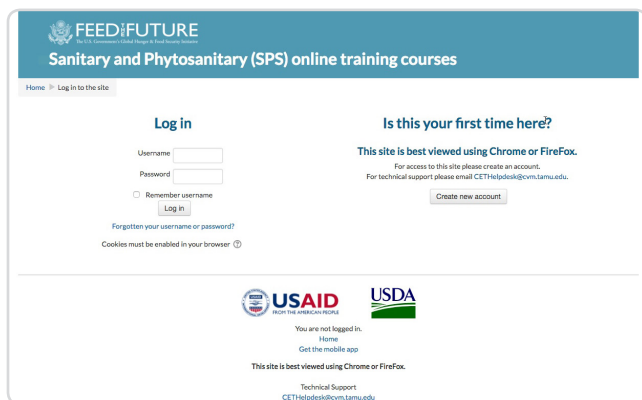 FEED THE FUTURE
The U.S. Government's Global Hunger & Food Security Initiative
Sanitary and Phytosanitary (SPS) online training courses
Home ▶ Log in to the site
Log in
Username
Password
Remember username
Log in
Forgotten your username or password?
Cookies must be enabled in your browser ?
Is this your first time here?
This site is best viewed using Chrome or FireFox.
For access to this site please create an account.
For technical support please email CETHelpdesk@cvm.tamu.edu.
Create new account
USAID
FROM THE AMERICAN PEOPLE
USDA
You are not logged in.
Home
Get the mobile app
This site is best viewed using Chrome or FireFox.
Technical Support
CETHelpdesk@cvm.tamu.edu